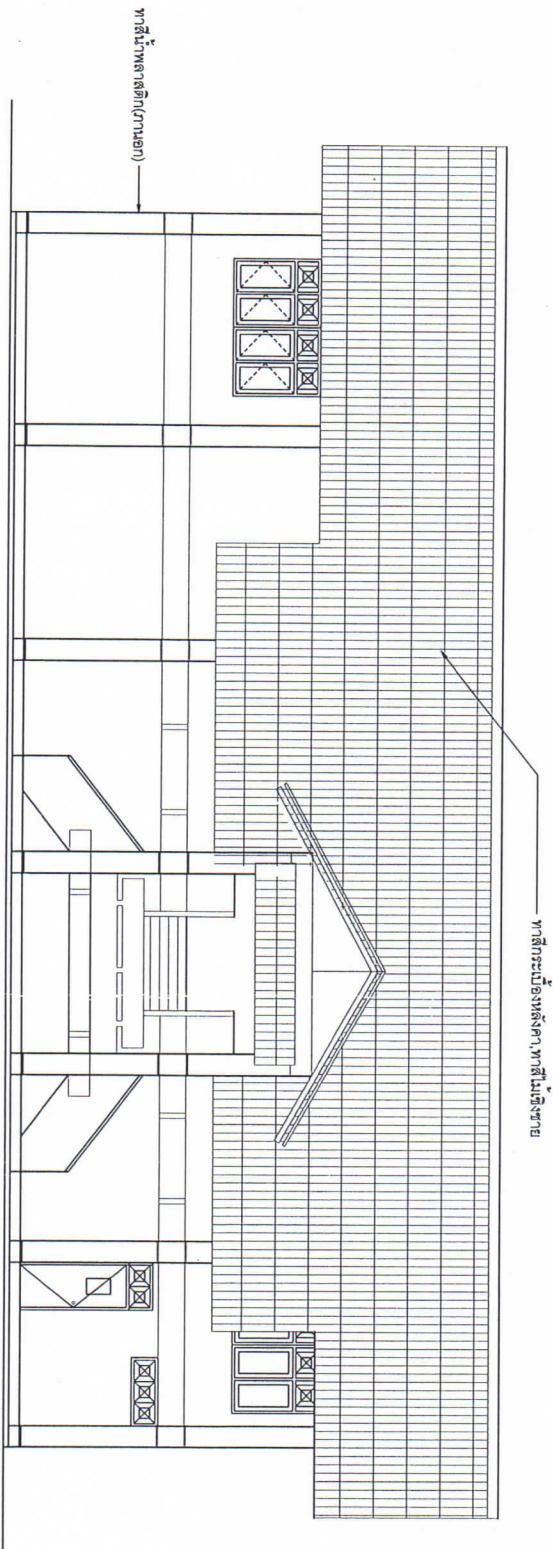 ทาสีกระเบื้องหลังคา,ทาสีไม้เชิงชาย
ทาสีน้ำพลาสติก(ภานอก)